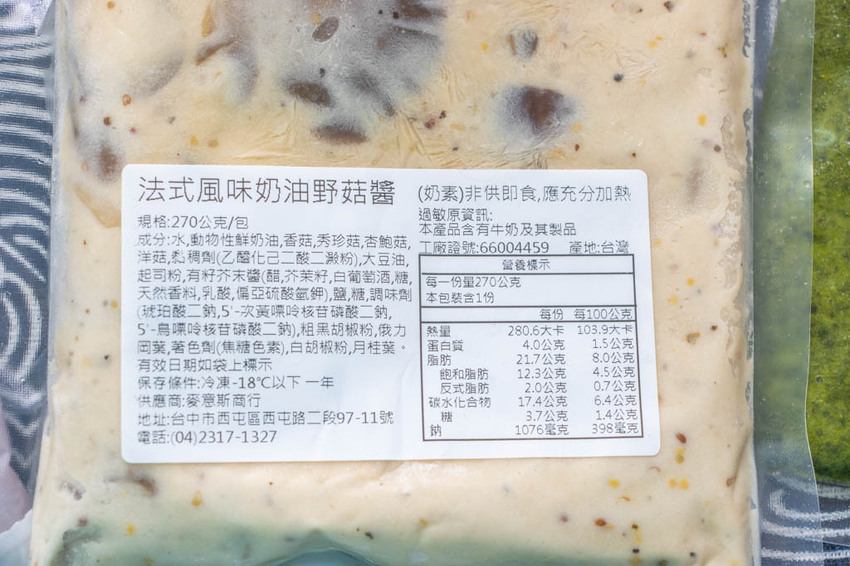 法式風味奶油野菇醬
規格:270公克/包
成分:水,動物性鮮奶油,香菇,秀珍菇,杏鮑菇,
洋菇,黏稠劑(乙醯化己二酸二澱粉),大豆油,
起司粉,有籽芥末醬(醋,芥茉籽,白葡萄酒,糖,
天然香料,乳酸,偏亞硫酸氫鉀),鹽,糖,調味劑
(琥珀酸二鈉,5'-次黃嘌呤核苷磷酸二鈉,
5'-鳥嘌呤核苷磷酸二鈉),粗黑胡椒粉,俄力
岡葉,著色劑(焦糖色素),白胡椒粉,月桂葉。
有效日期如袋上標示
保存條件:冷凍-18℃以下 一年
供應商:麥意斯商行
地址:台中市西屯區西屯路二段97-11號
電話:(04)2317-1327
(奶素)非供即食,應充分加熱
過敏原資訊:
本產品含有牛奶及其製品
工廠證號:66004459 產地:台灣
營養標示
每一份量270公克
本包裝含1份
每份 每100公克
熱量 280.6大卡 103.9大卡
蛋白質 4.0公克 1.5公克
脂肪 21.7公克 8.0公克
飽和脂肪 12.3公克 4.5公克
反式脂肪 2.0公克 0.7公克
碳水化合物 17.4公克 6.4公克
糖 3.7公克 1.4公克
鈉 1076毫克 398毫克